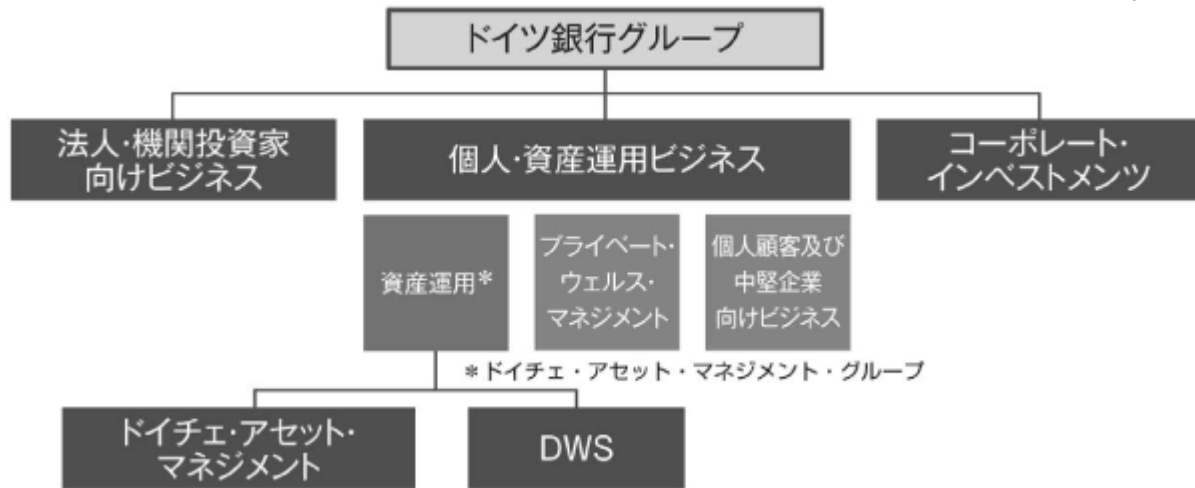 ドイツ銀行グループ
法人・機関投資家
向けビジネス
個人・資産運用ビジネス
コーポレート・
インベストメンツ
資産運用*
プライベート・
ウェルス・
マネジメント
個人顧客及び
中堅企業
向けビジネス
*ドイチェ・アセット・マネジメント・グループ
ドイチェ・アセット・
マネジメント
DWS